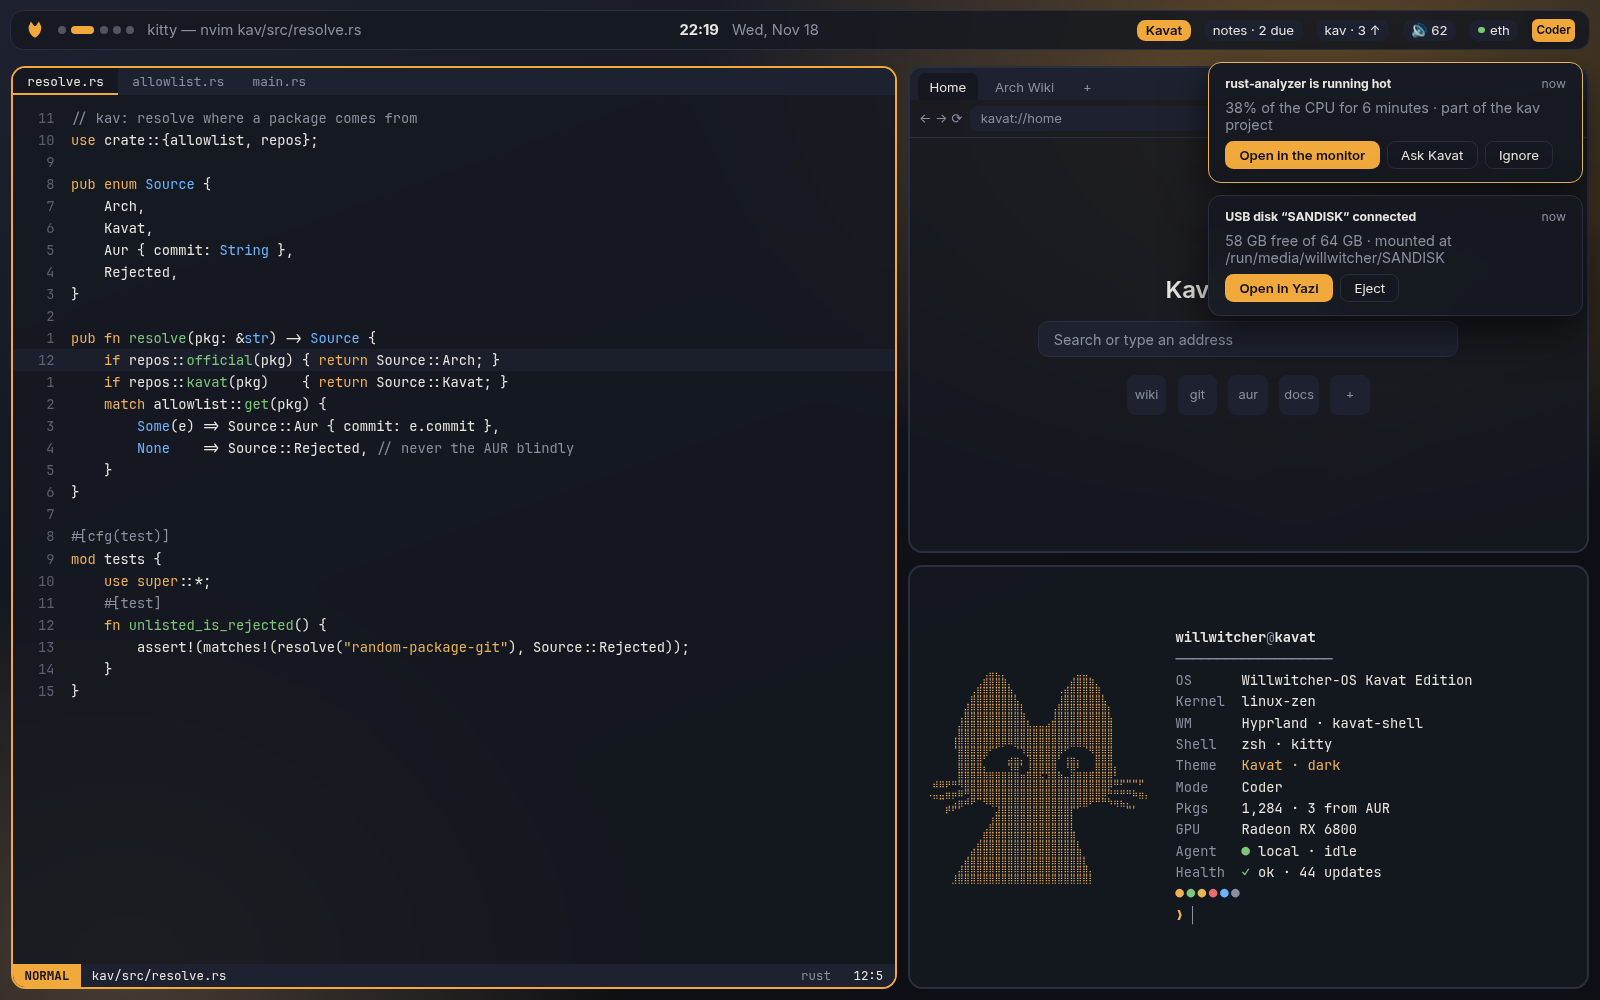 kitty — nvim kav/src/resolve.rs
22:19 Wed, Nov 18
Kavat
notes · 2 due
kav · 3 ↑
🔊 62
eth
Coder
resolve.rs allowlist.rs main.rs
11 // kav: resolve where a package comes from
10 use crate::{allowlist, repos};
9
8 pub enum Source {
7     Arch,
6     Kavat,
5     Aur { commit: String },
4     Rejected,
3 }
2
1 pub fn resolve(pkg: &str) -> Source {
12     if repos::official(pkg) { return Source::Arch; }
1     if repos::kavat(pkg)    { return Source::Kavat; }
2     match allowlist::get(pkg) {
3         Some(e) => Source::Aur { commit: e.commit },
4         None    => Source::Rejected, // never the AUR blindly
5     }
6 }
7
8 #[cfg(test)]
9 mod tests {
10     use super::*;
11     #[test]
12     fn unlisted_is_rejected() {
13         assert!(matches!(resolve("random-package-git"), Source::Rejected));
14     }
15 }
NORMAL kav/src/resolve.rs rust 12:5
Home Arch Wiki +
← → ⟳ kavat://home
Kav
Search or type an address
wiki git aur docs +
rust-analyzer is running hot now
38% of the CPU for 6 minutes · part of the kav
project
Open in the monitor Ask Kavat Ignore
USB disk “SANDISK” connected now
58 GB free of 64 GB · mounted at
/run/media/willwitcher/SANDISK
Open in Yazi Eject
willwitcher@kavat
OS Willwitcher-OS Kavat Edition
Kernel linux-zen
WM Hyprland · kavat-shell
Shell zsh · kitty
Theme Kavat · dark
Mode Coder
Pkgs 1,284 · 3 from AUR
GPU Radeon RX 6800
Agent ● local · idle
Health ✓ ok · 44 updates
❯